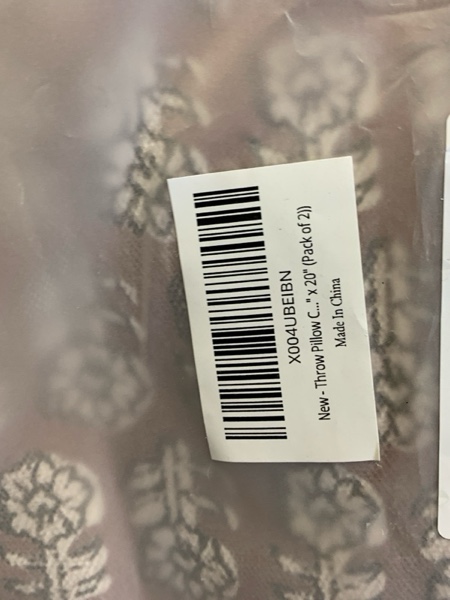 X004UBEIBN
New - Throw Pillow C..." x 20" (Pack of 2))
Made In China